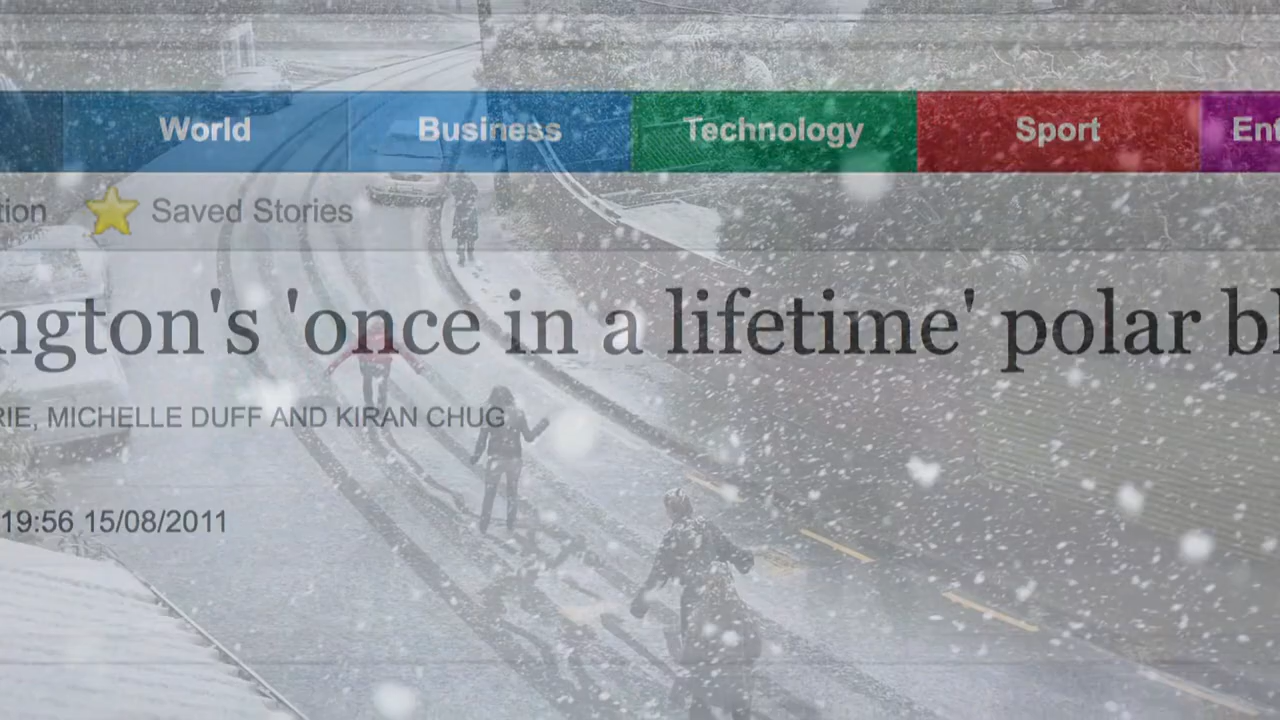 World Business Technology Sport Ent
tion Saved Stories
ngton's 'once in a lifetime' polar bl
RIE, MICHELLE DUFF AND KIRAN CHUG
19:56 15/08/2011